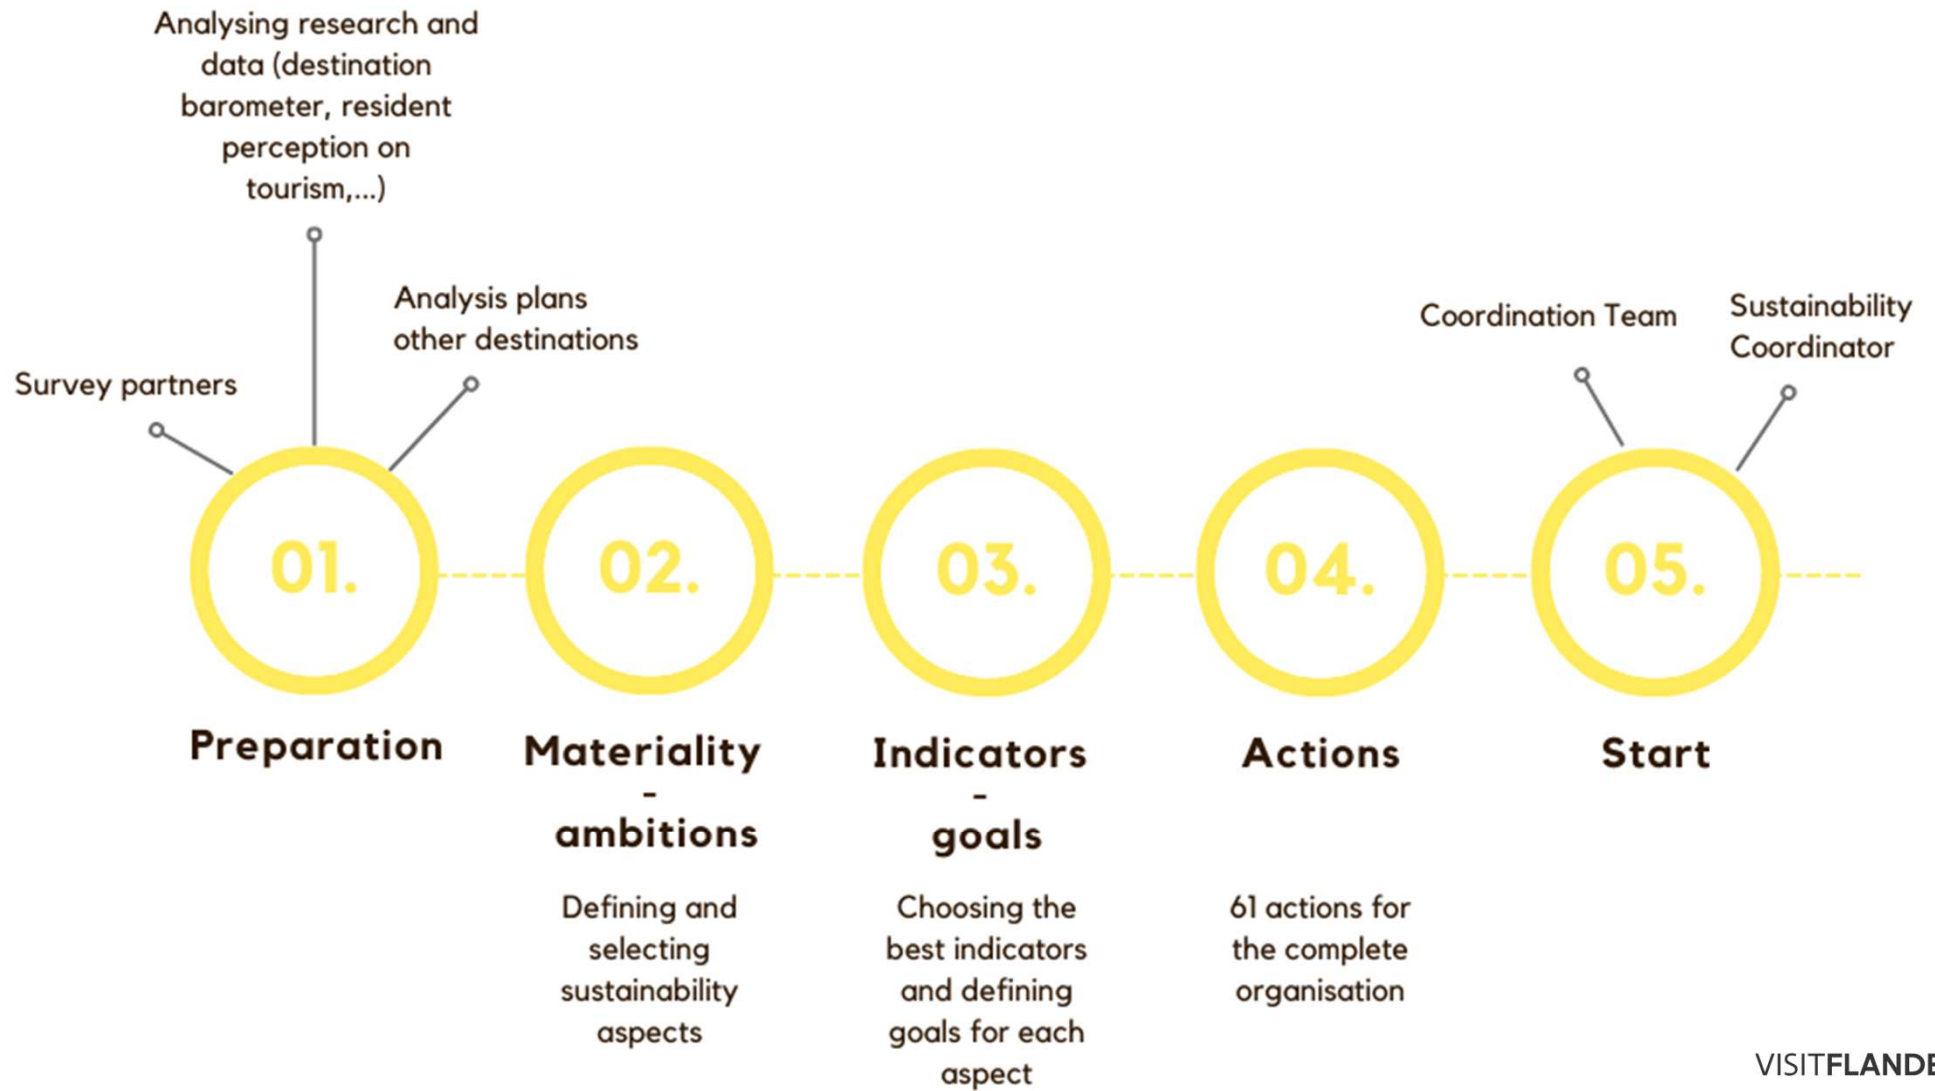 Analysing research and
data (destination
barometer, resident
perception on
tourism,...)
Analysis plans
other destinations
Survey partners
Coordination Team
Sustainability
Coordinator
01.
02.
03.
04.
05.
Preparation
Materiality
-
ambitions
Defining and
selecting
sustainability
aspects
Indicators
-
goals
Choosing the
best indicators
and defining
goals for each
aspect
Actions
61 actions for
the complete
organisation
Start
VISITFLANDE